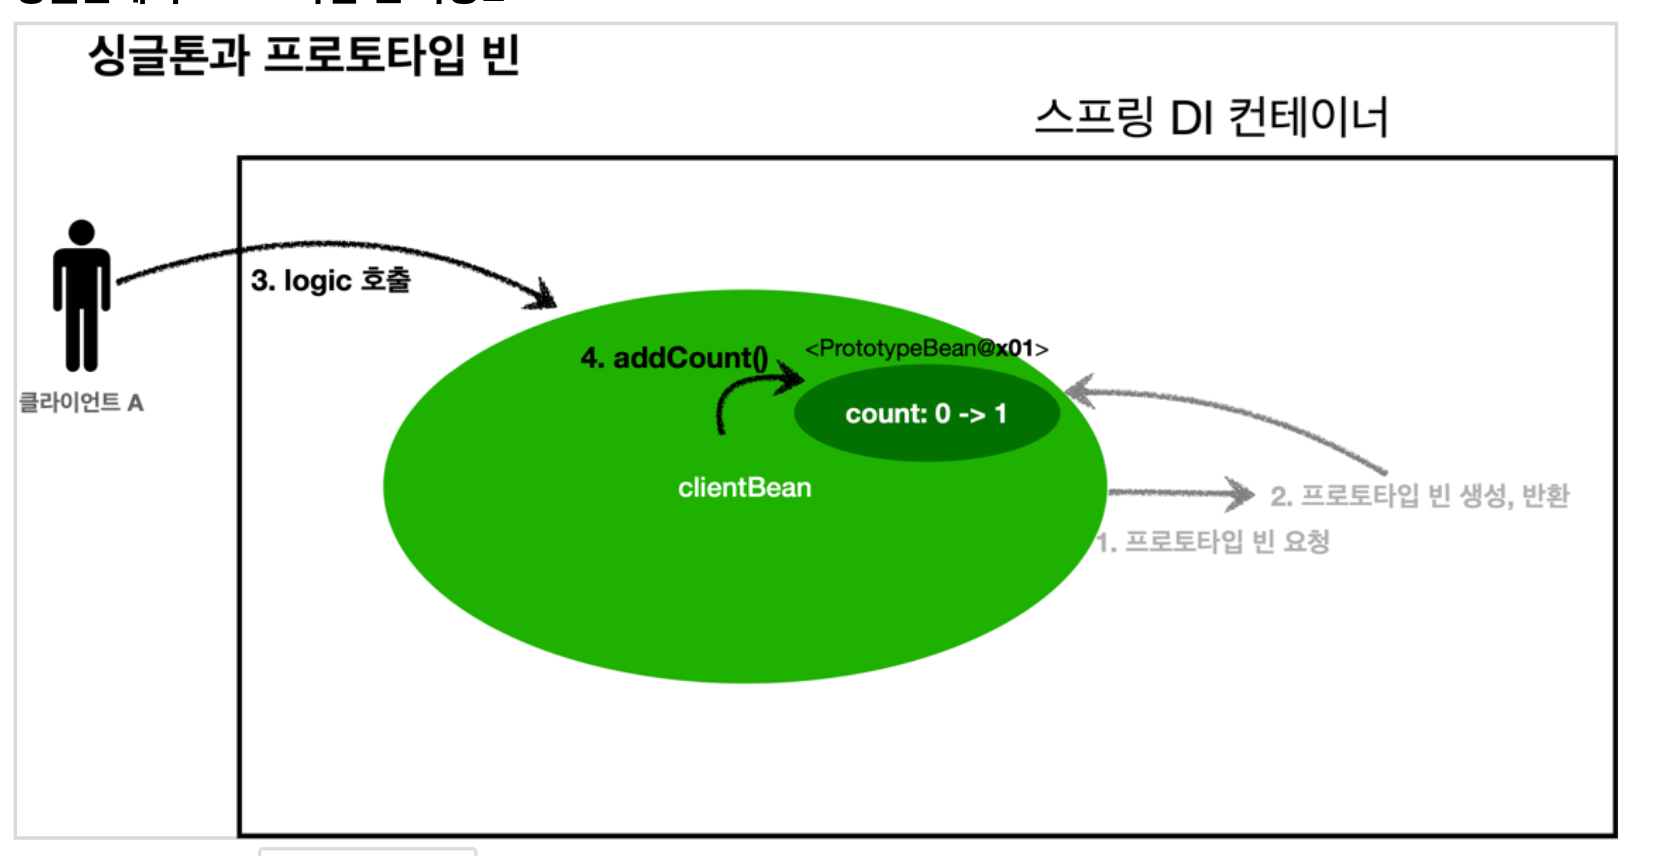 싱글톤과 프로토타입 빈
스프링 DI 컨테이너
3. logic 호출
4. addCount()
<PrototypeBean@x01>
count: 0 -> 1
클라이언트 A
clientBean
2. 프로토타입 빈 생성, 반환
1. 프로토타입 빈 요청